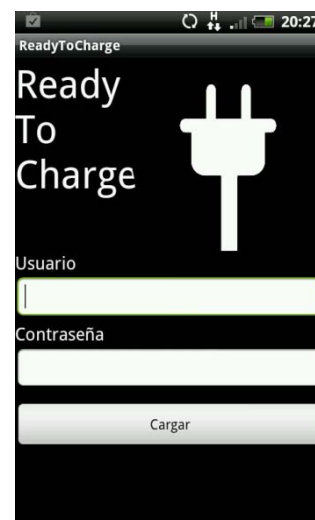 H
20:27
ReadyToCharge
Ready
To
Charge
Usuario
Contraseña
Cargar